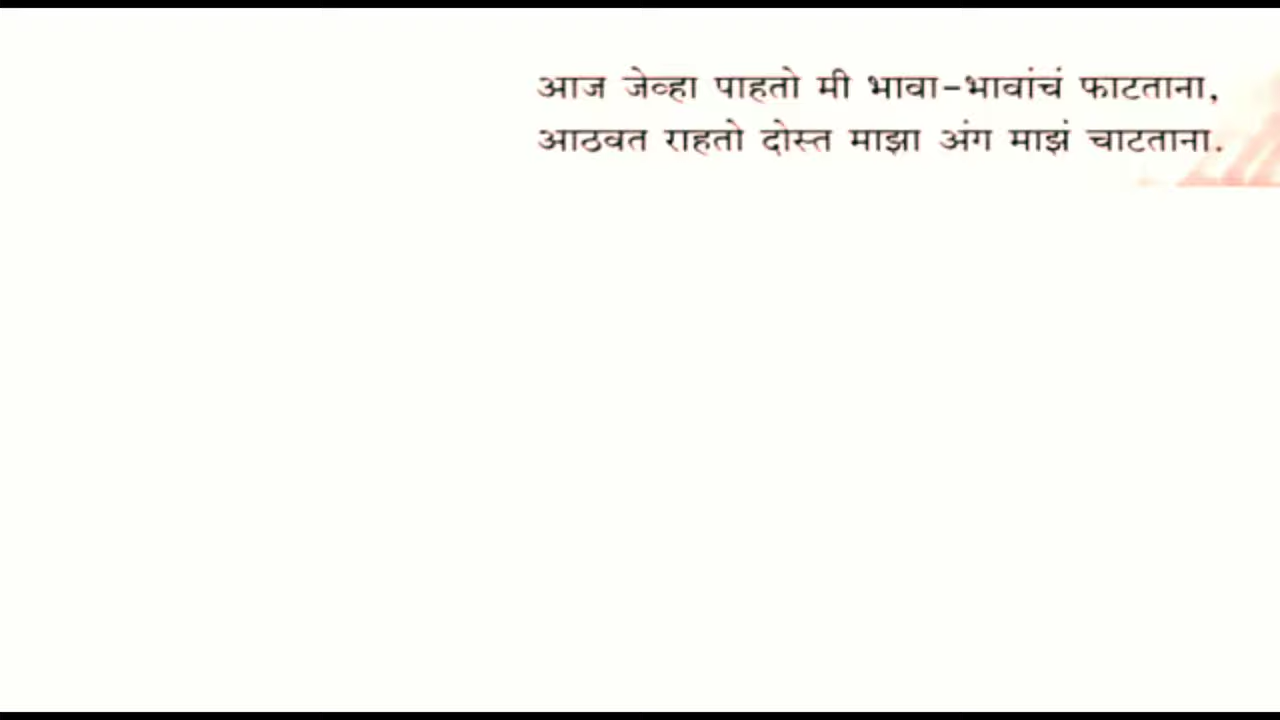 आज जेव्हा पाहतो मी भावा-भावांचं फाटताना,
आठवत राहतो दोस्त माझा अंग माझं चाटताना.